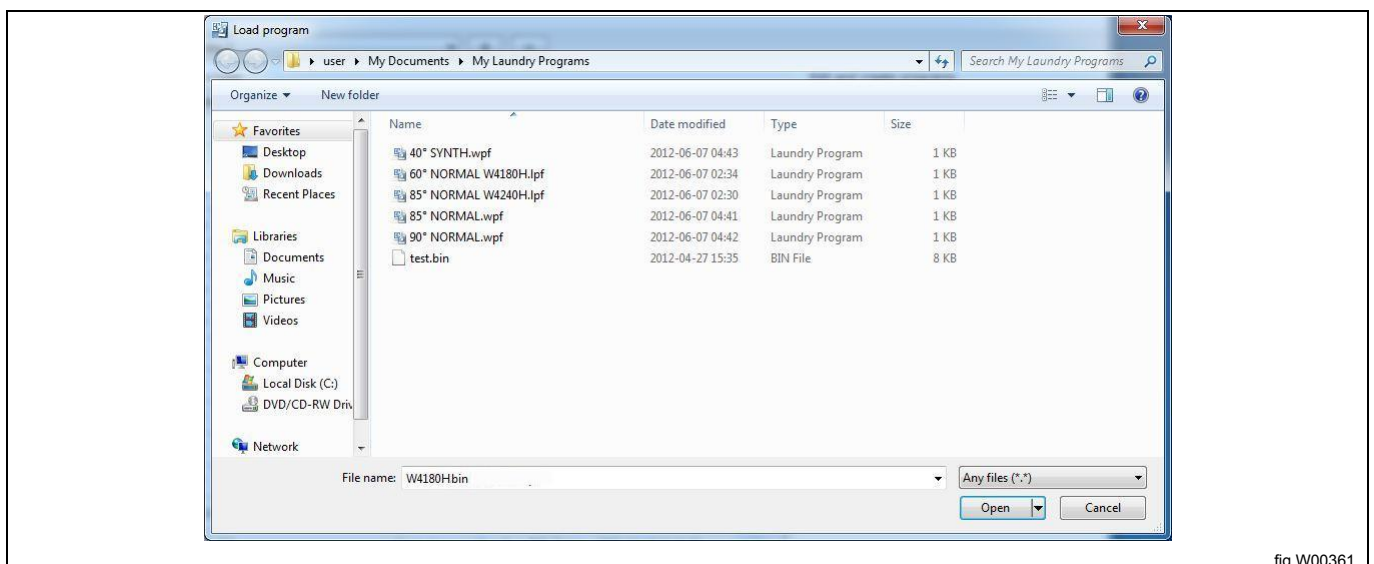 Load program
user ▸ My Documents ▸ My Laundry Programs
Search My Laundry Programs
Organize ▾ New folder
Name Date modified Type Size
Favorites
Desktop
Downloads
Recent Places
Libraries
Documents
Music
Pictures
Videos
Computer
Local Disk (C:)
DVD/CD-RW Driv
Network
40° SYNTH.wpf 2012-06-07 04:43 Laundry Program 1 KB
60° NORMAL W4180H.lpf 2012-06-07 02:34 Laundry Program 1 KB
85° NORMAL W4240H.lpf 2012-06-07 02:30 Laundry Program 1 KB
85° NORMAL.wpf 2012-06-07 04:41 Laundry Program 1 KB
90° NORMAL.wpf 2012-06-07 04:42 Laundry Program 1 KB
test.bin 2012-04-27 15:35 BIN File 8 KB
File name: W4180Hbin
Any files (*.*)
Open Cancel
fig.W00361